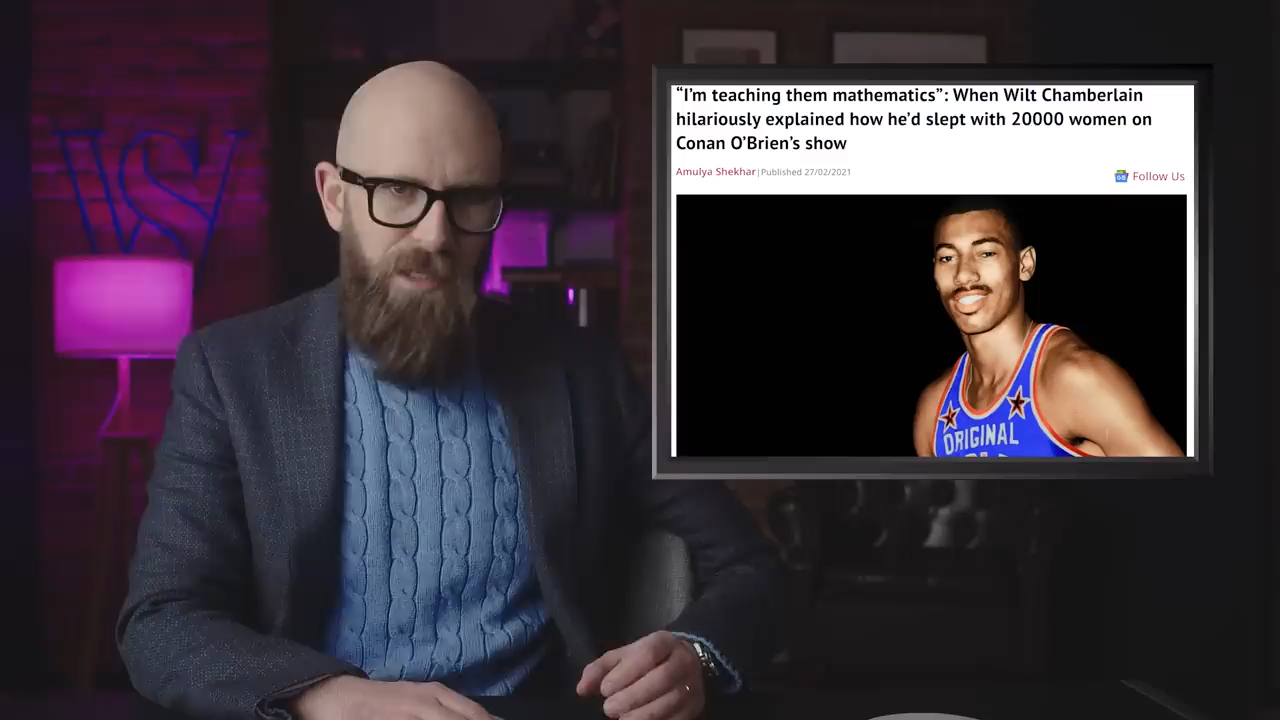 “I’m teaching them mathematics”: When Wilt Chamberlain
hilariously explained how he’d slept with 20000 women on
Conan O’Brien’s show
Amulya Shekhar|Published 27/02/2021
Follow Us
ORIGINAL